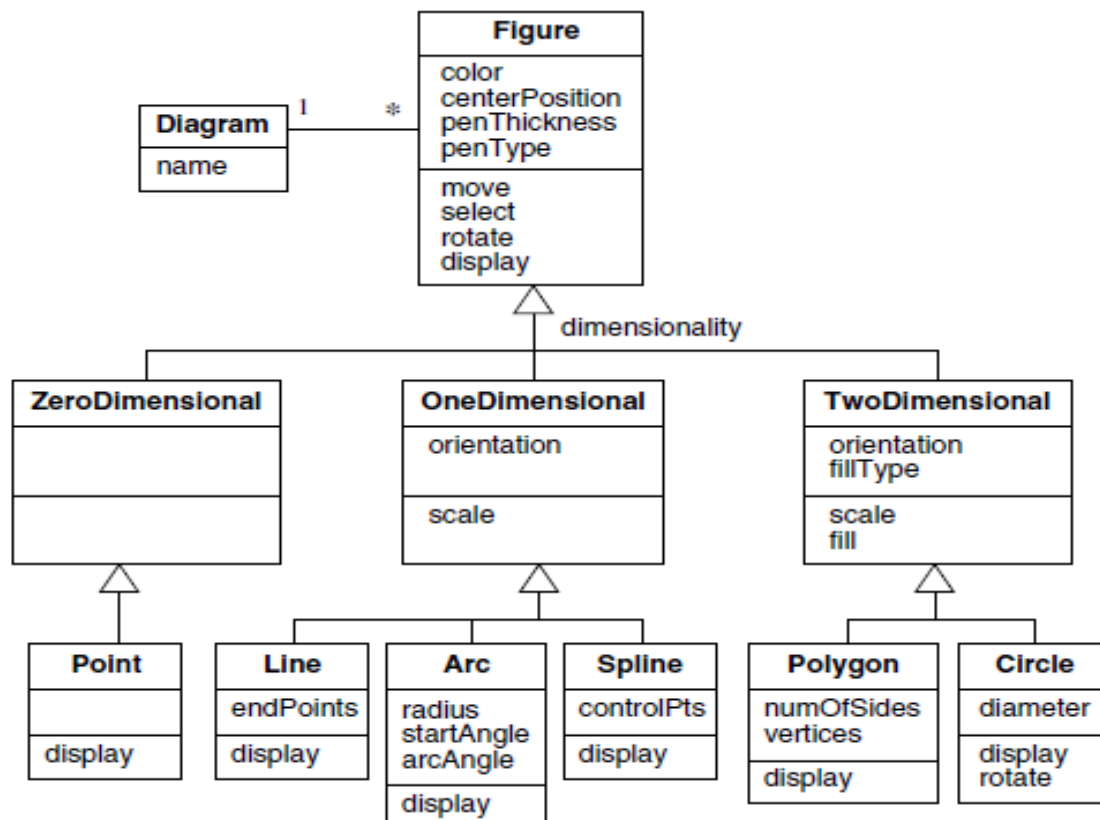 Figure
color
centerPosition
penThickness
penType
move
select
rotate
display
Diagram
name
1
*
dimensionality
ZeroDimensional
OneDimensional
orientation
scale
TwoDimensional
orientation
fillType
scale
fill
Point
display
Line
endPoints
display
Arc
radius
startAngle
arcAngle
display
Spline
controlPts
display
Polygon
numOfSides
vertices
display
Circle
diameter
display
rotate